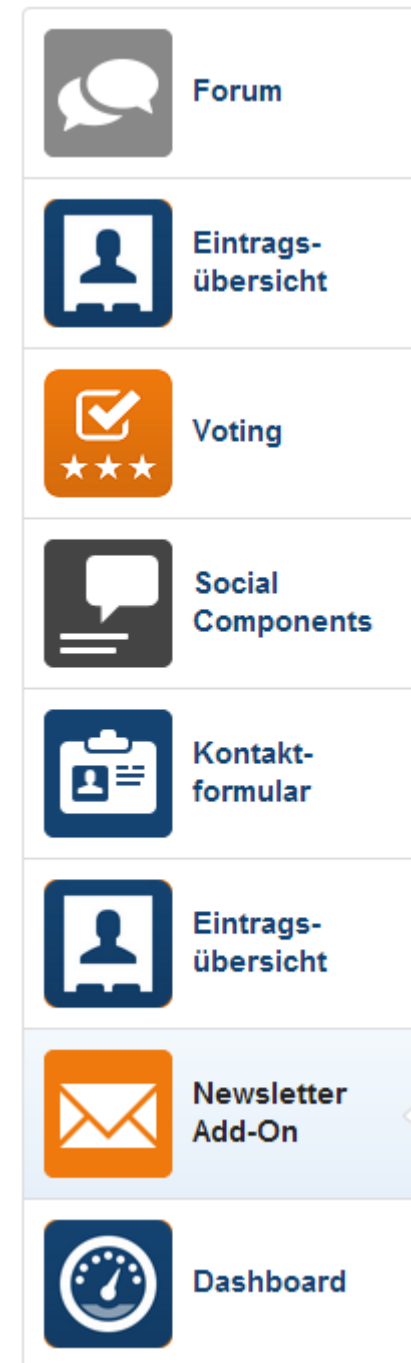 Forum
Eintrags-
übersicht
Voting
Social
Components
Kontakt-
formular
Eintrags-
übersicht
Newsletter
Add-On
Dashboard